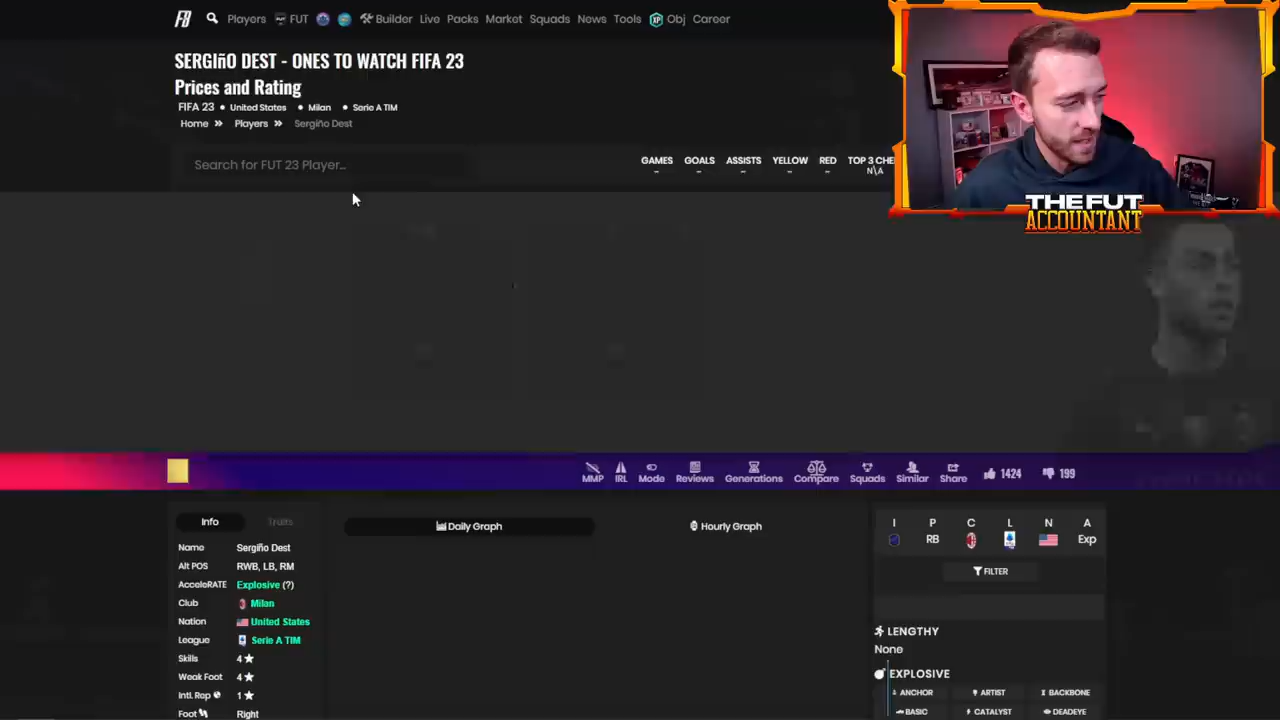 Players FUT Builder Live Packs Market Squads News Tools XP Obj Career
SERGIñO DEST - ONES TO WATCH FIFA 23
Prices and Rating
FIFA 23 • United States • Milan • Serie A TIM
Home » Players » Sergiño Dest
Search for FUT 23 Player...
GAMES GOALS ASSISTS YELLOW RED TOP 3 CHE
- - - - - N\A
THE FUT
ACCOUNTANT
MMP IRL Mode Reviews Generations Compare Squads Similar Share 1424 199
Info Traits
Daily Graph Hourly Graph
Name Sergiño Dest
Alt POS RWB, LB, RM
AcceleRATE Explosive (?)
Club Milan
Nation United States
League Serie A TIM
Skills 4★
Weak Foot 4★
Intl. Rep 1★
Foot Right
I P C L N A
RB Exp
FILTER
LENGTHY
None
EXPLOSIVE
ANCHOR ARTIST BACKBONE
BASIC CATALYST DEADEYE